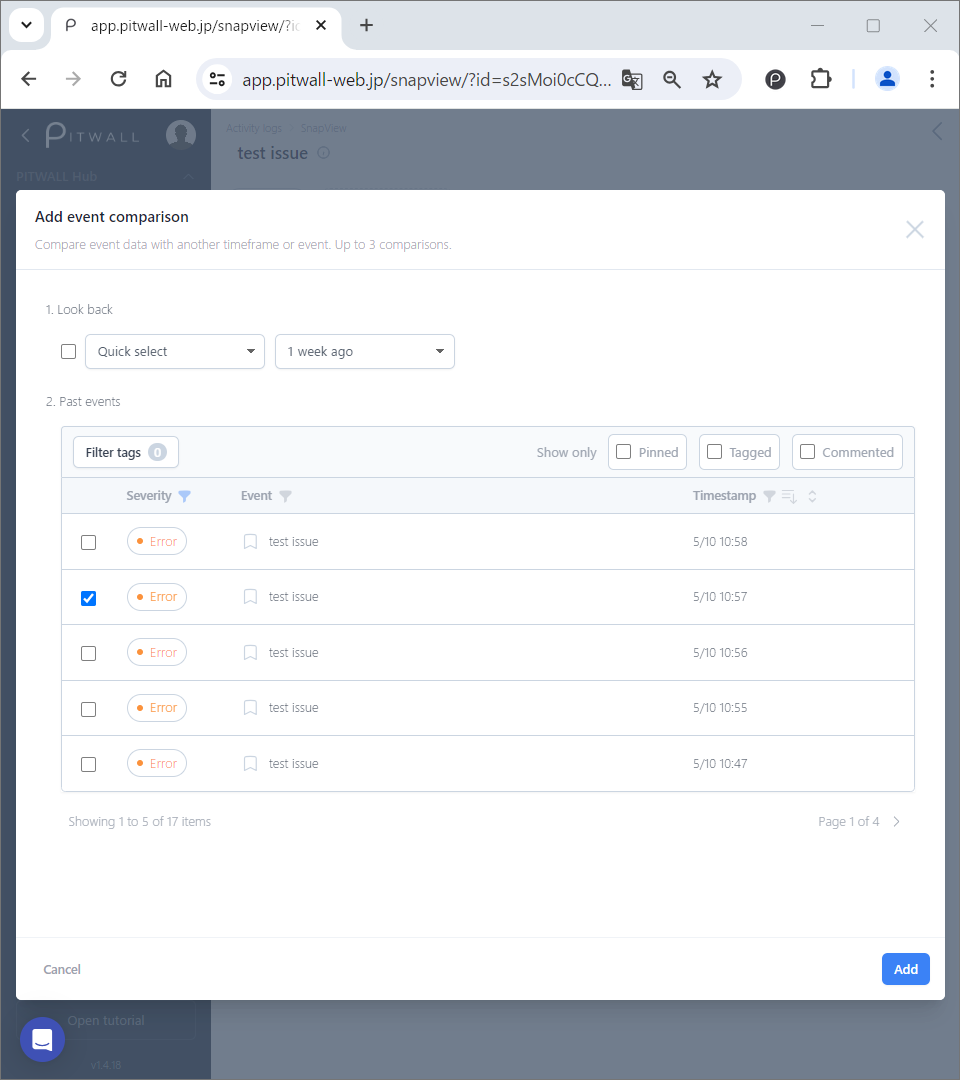 app.pitwall-web.jp/snapview/?ic
app.pitwall-web.jp/snapview/?id=s2sMoi0cCQ...
PITWALL
Activity logs SnapView
test issue
PITWALL Hub
Add event comparison
Compare event data with another timeframe or event. Up to 3 comparisons.
1. Look back
Quick select 1 week ago
2. Past events
Filter tags 0 Show only Pinned Tagged Commented
Severity Event Timestamp
Error test issue 5/10 10:58
Error test issue 5/10 10:57
Error test issue 5/10 10:56
Error test issue 5/10 10:55
Error test issue 5/10 10:47
Showing 1 to 5 of 17 items Page 1 of 4
Cancel Add
Open tutorial
v1.4.18